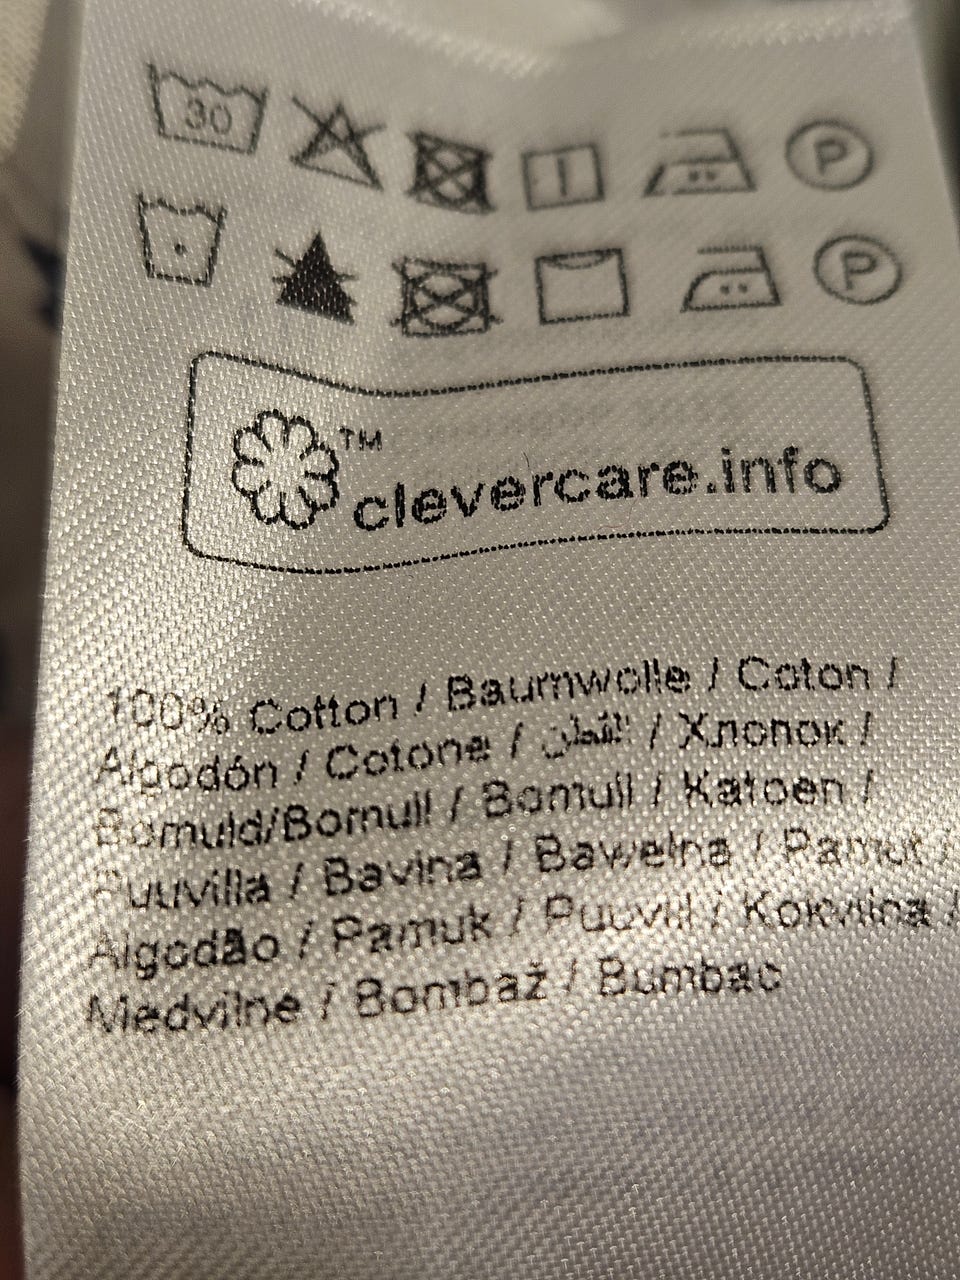 30 P
P
™
clevercare.info
100% Cotton / Baumwolle / Coton /
Algodón / Cotone / القطن / Хлопок /
Bomuld/Bomull / Bomull / Katoen /
Puuvilla / Bavlna / Bawełna / Pamut /
Algodão / Pamuk / Puuvill / Kokvilna /
Medvilnė / Bombaž / Bumbac